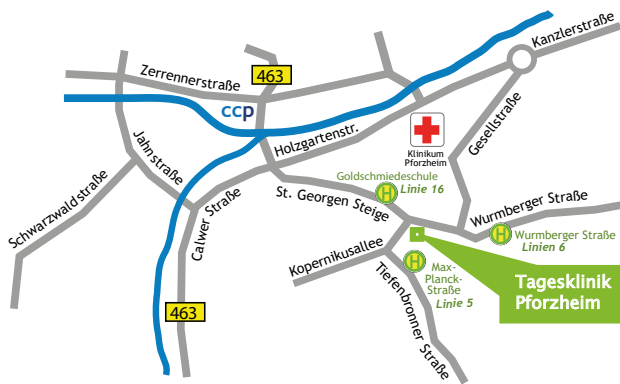 Kanzlerstraße
Zerrennerstraße
463
ccp
Holzgartenstr.
Gesellstraße
Klinikum
Pforzheim
Jahnstraße
Goldschmiedeschule
Linie 16
H
St. Georgen Steige
Schwarzwaldstraße
Calwer Straße
Wurmberger Straße
H
Wurmberger Straße
Linien 6
Kopernikusallee
H
Max-
Planck-
Straße
Linie 5
Tiefenbronner Straße
Tagesklinik
Pforzheim
463